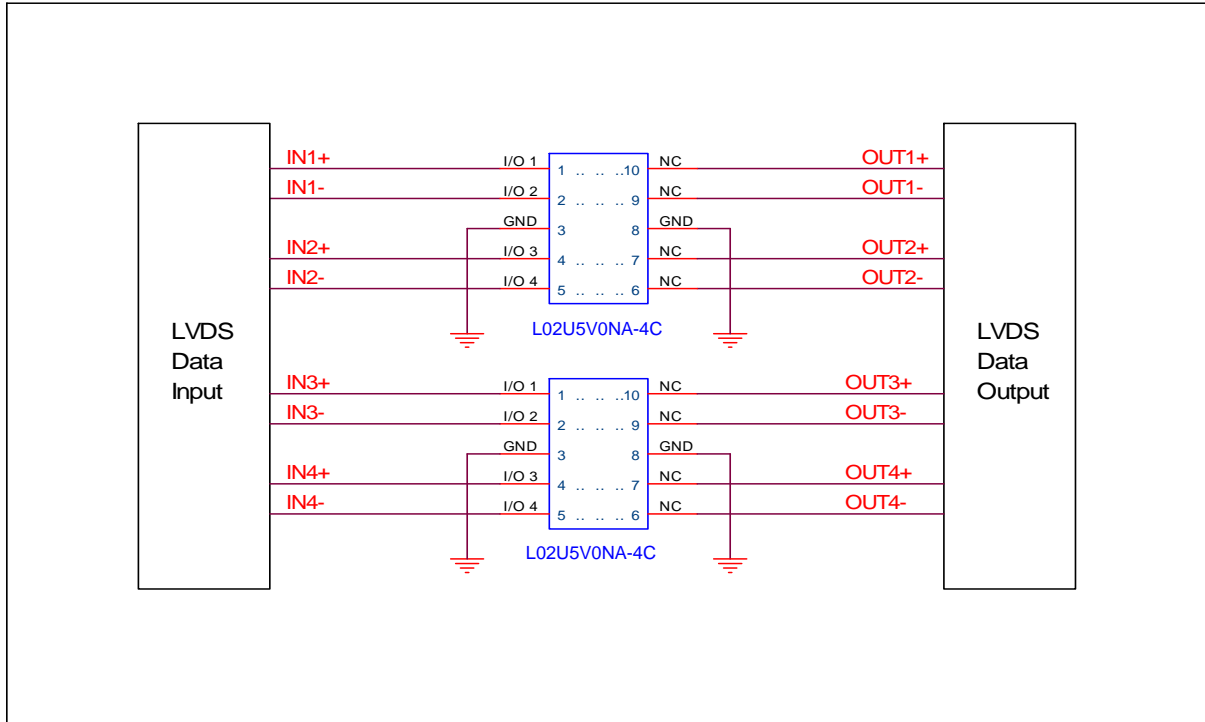 IN1+ I/O 1 1 .. .. ..10 NC OUT1+
IN1- I/O 2 2 .. .. .. 9 NC OUT1-
GND 3 8 GND
IN2+ I/O 3 4 .. .. .. 7 NC OUT2+
IN2- I/O 4 5 .. .. .. 6 NC OUT2-
L02U5V0NA-4C
LVDS
Data
Input
LVDS
Data
Output
IN3+ I/O 1 1 .. .. ..10 NC OUT3+
IN3- I/O 2 2 .. .. .. 9 NC OUT3-
GND 3 8 GND
IN4+ I/O 3 4 .. .. .. 7 NC OUT4+
IN4- I/O 4 5 .. .. .. 6 NC OUT4-
L02U5V0NA-4C